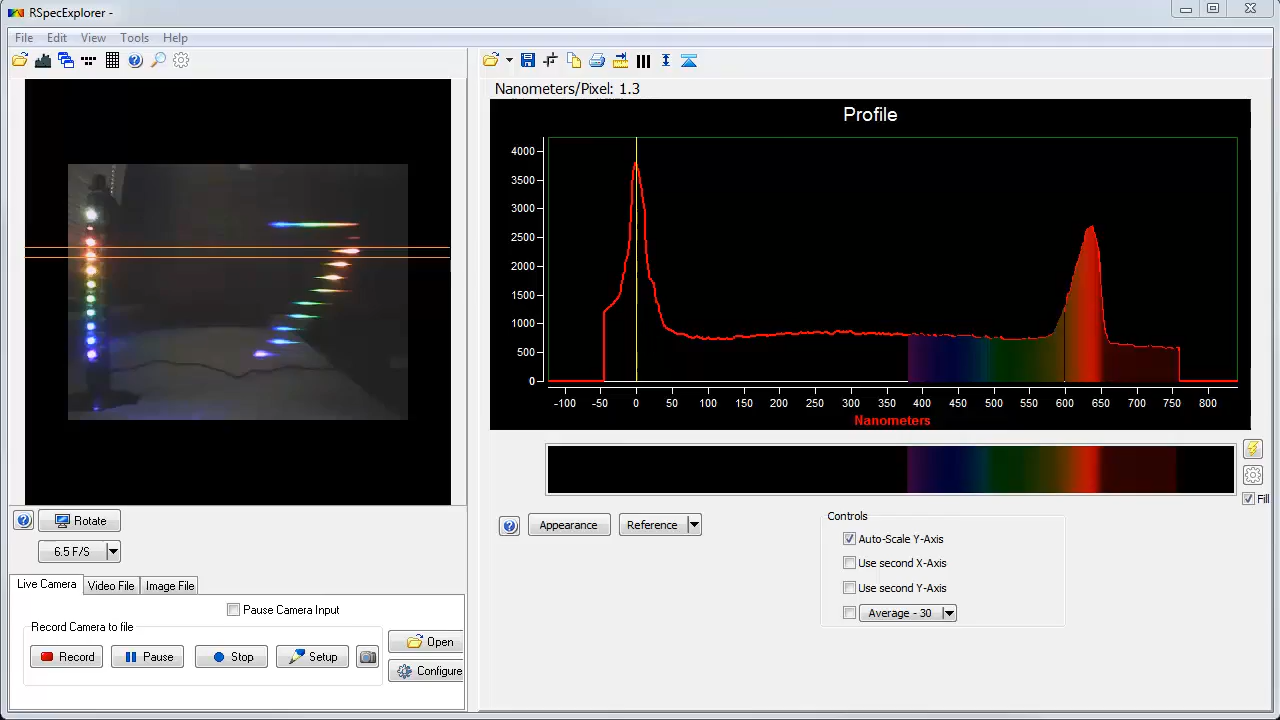 RSpecExplorer -
File Edit View Tools Help
Nanometers/Pixel: 1.3
Profile
4000
3500
3000
2500
2000
1500
1000
500
0
-100 -50 0 50 100 150 200 250 300 350 400 450 500 550 600 650 700 750 800
Nanometers
Fill
Rotate
Appearance Reference
Controls
6.5 F/S
Auto-Scale Y-Axis
Use second X-Axis
Use second Y-Axis
Average - 30
Live Camera Video File Image File
Pause Camera Input
Record Camera to file
Record Pause Stop Setup Open
Configure